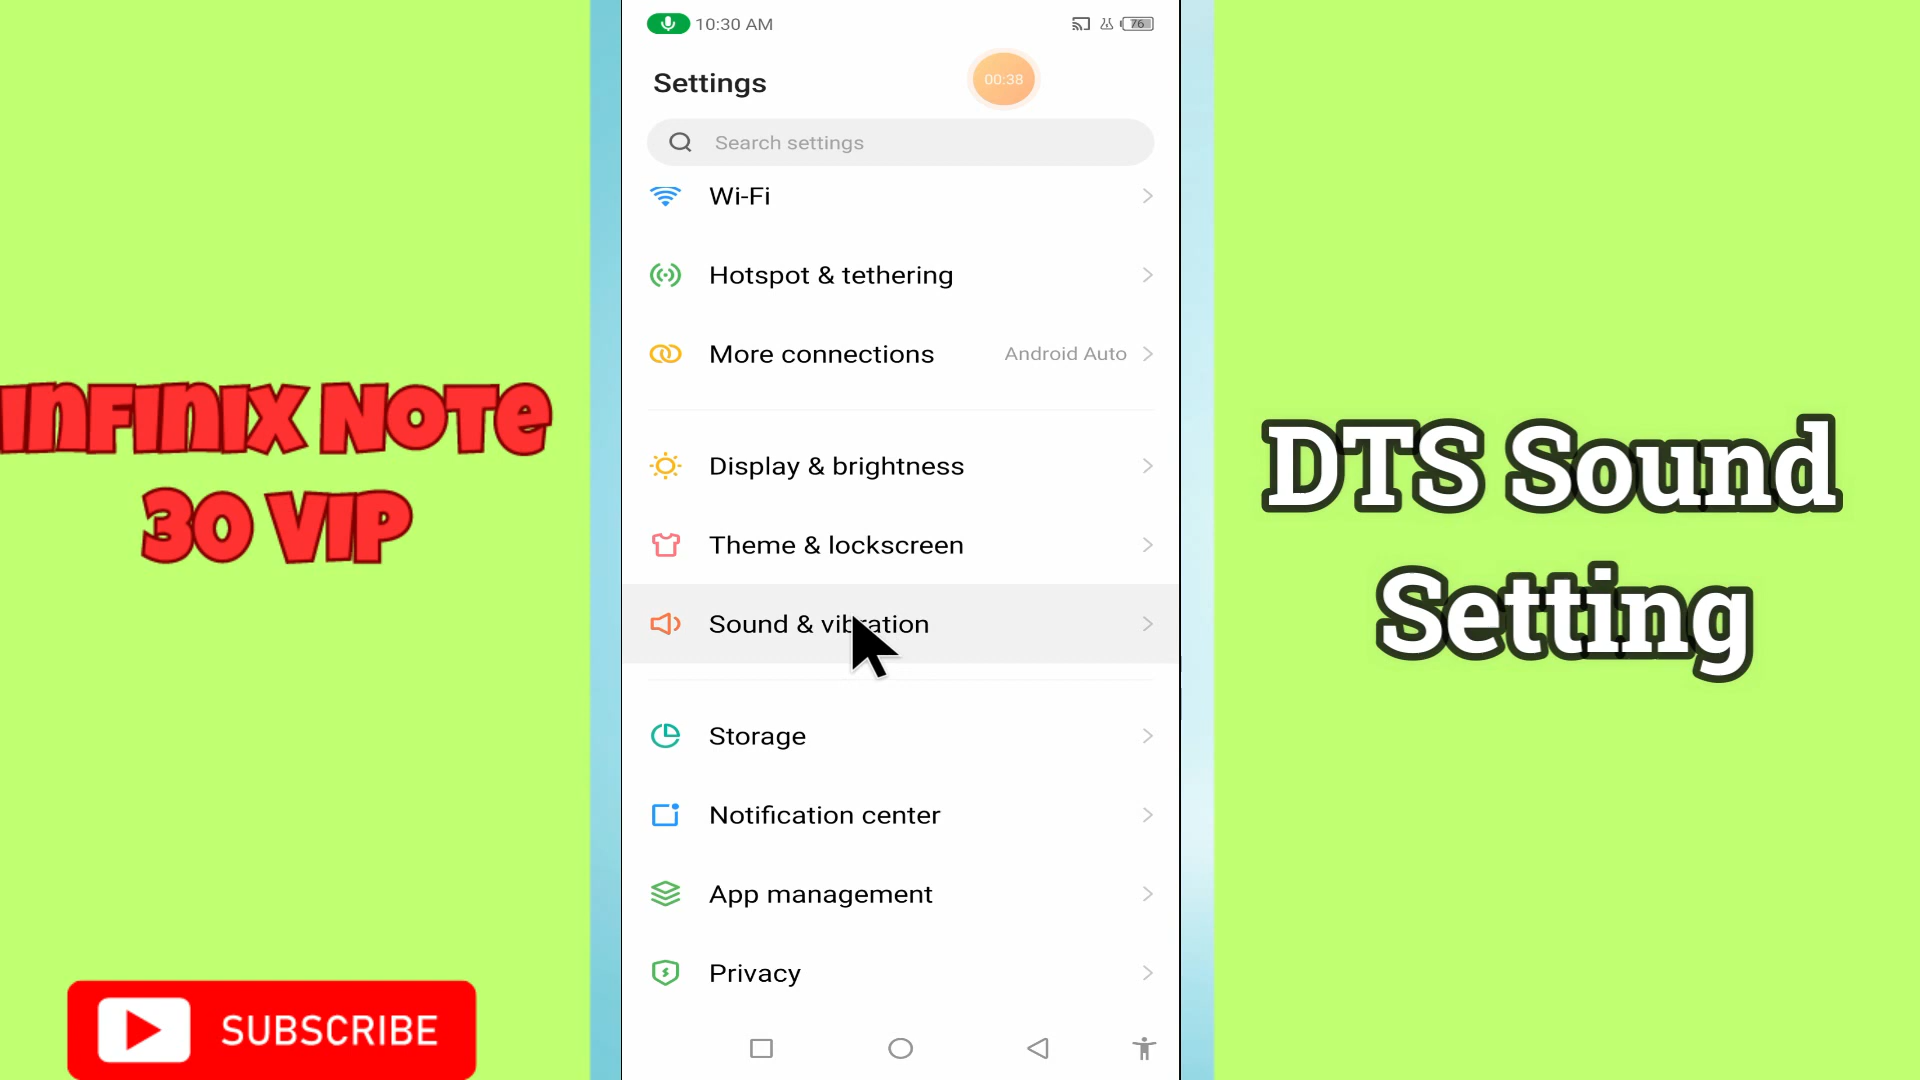 10:30 AM
76
Settings
00:38
Search settings
Wi-Fi
Hotspot & tethering
More connections
Android Auto
Display & brightness
Theme & lockscreen
Sound & vibration
Storage
Notification center
App management
Privacy
INFINIX NOTE
30 VIP
SUBSCRIBE
DTS Sound
Setting